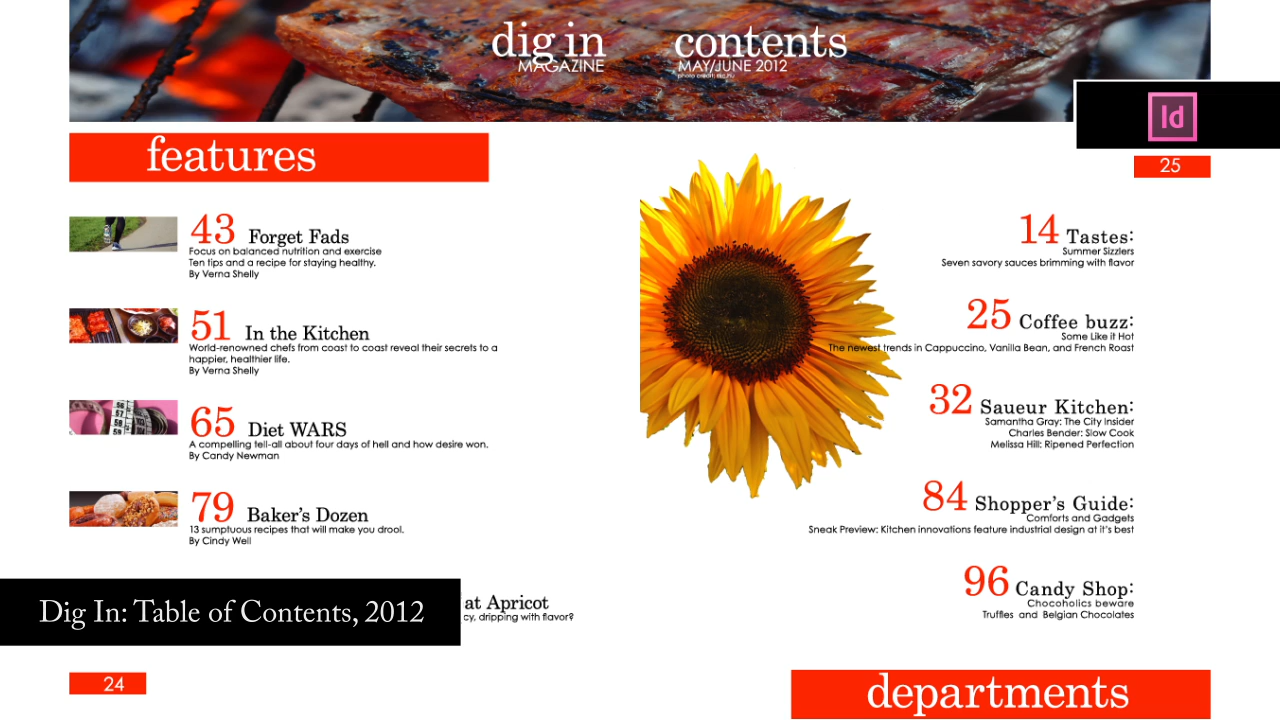 dig in
MAGAZINE
contents
MAY/JUNE 2012
Id
features
25
43 Forget Fads
Focus on balanced nutrition and exercise
Ten tips and a recipe for staying healthy.
By Verna Shelly
51 In the Kitchen
World-renowned chefs from coast to coast reveal their secrets to a
happier, healthier life.
By Verna Shelly
65 Diet WARS
A compelling tell-all about four days of hell and how desire won.
By Candy Newman
79 Baker's Dozen
13 sumptuous recipes that will make you drool.
By Cindy Well
at Apricot
cy, dripping with flavor?
Dig In: Table of Contents, 2012
24
14 Tastes:
Summer Sizzlers
Seven savory sauces brimming with flavor
25 Coffee buzz:
Some Like it Hot
The newest trends in Cappuccino, Vanilla Bean, and French Roast
32 Saueur Kitchen:
Samantha Gray: The City Insider
Charles Bender: Slow Cook
Melissa Hill: Ripened Perfection
84 Shopper's Guide:
Comforts and Gadgets
Sneak Preview: Kitchen innovations feature industrial design at it's best
96 Candy Shop:
Chocoholics beware
Truffles and Belgian Chocolates
departments